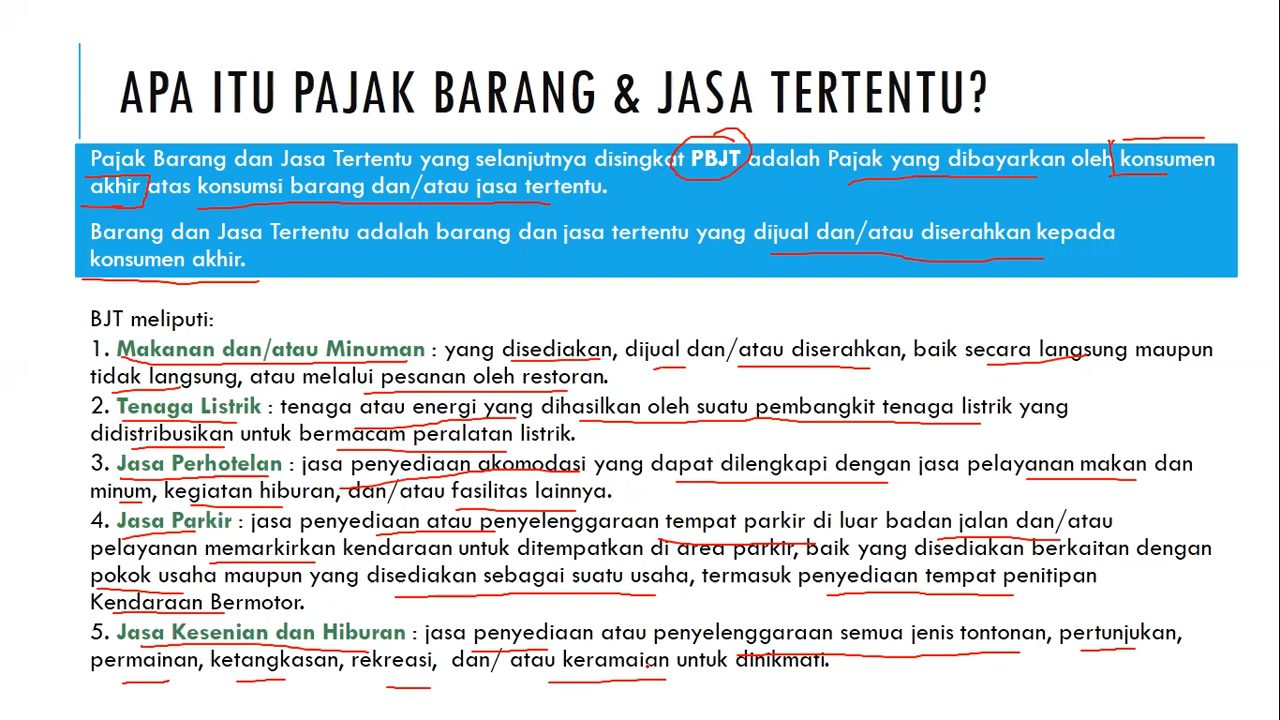 APA ITU PAJAK BARANG & JASA TERTENTU?
Pajak Barang dan Jasa Tertentu yang selanjutnya disingkat PBJT adalah Pajak yang dibayarkan oleh konsumen
akhir atas konsumsi barang dan/atau jasa tertentu.
Barang dan Jasa Tertentu adalah barang dan jasa tertentu yang dijual dan/atau diserahkan kepada
konsumen akhir.
BJT meliputi:
1. Makanan dan/atau Minuman : yang disediakan, dijual dan/atau diserahkan, baik secara langsung maupun
tidak langsung, atau melalui pesanan oleh restoran.
2. Tenaga Listrik : tenaga atau energi yang dihasilkan oleh suatu pembangkit tenaga listrik yang
didistribusikan untuk bermacam peralatan listrik.
3. Jasa Perhotelan : jasa penyediaan akomodasi yang dapat dilengkapi dengan jasa pelayanan makan dan
minum, kegiatan hiburan, dan/atau fasilitas lainnya.
4. Jasa Parkir : jasa penyediaan atau penyelenggaraan tempat parkir di luar badan jalan dan/atau
pelayanan memarkirkan kendaraan untuk ditempatkan di area parkir, baik yang disediakan berkaitan dengan
pokok usaha maupun yang disediakan sebagai suatu usaha, termasuk penyediaan tempat penitipan
Kendaraan Bermotor.
5. Jasa Kesenian dan Hiburan : jasa penyediaan atau penyelenggaraan semua jenis tontonan, pertunjukan,
permainan, ketangkasan, rekreasi, dan/ atau keramaian untuk dinikmati.